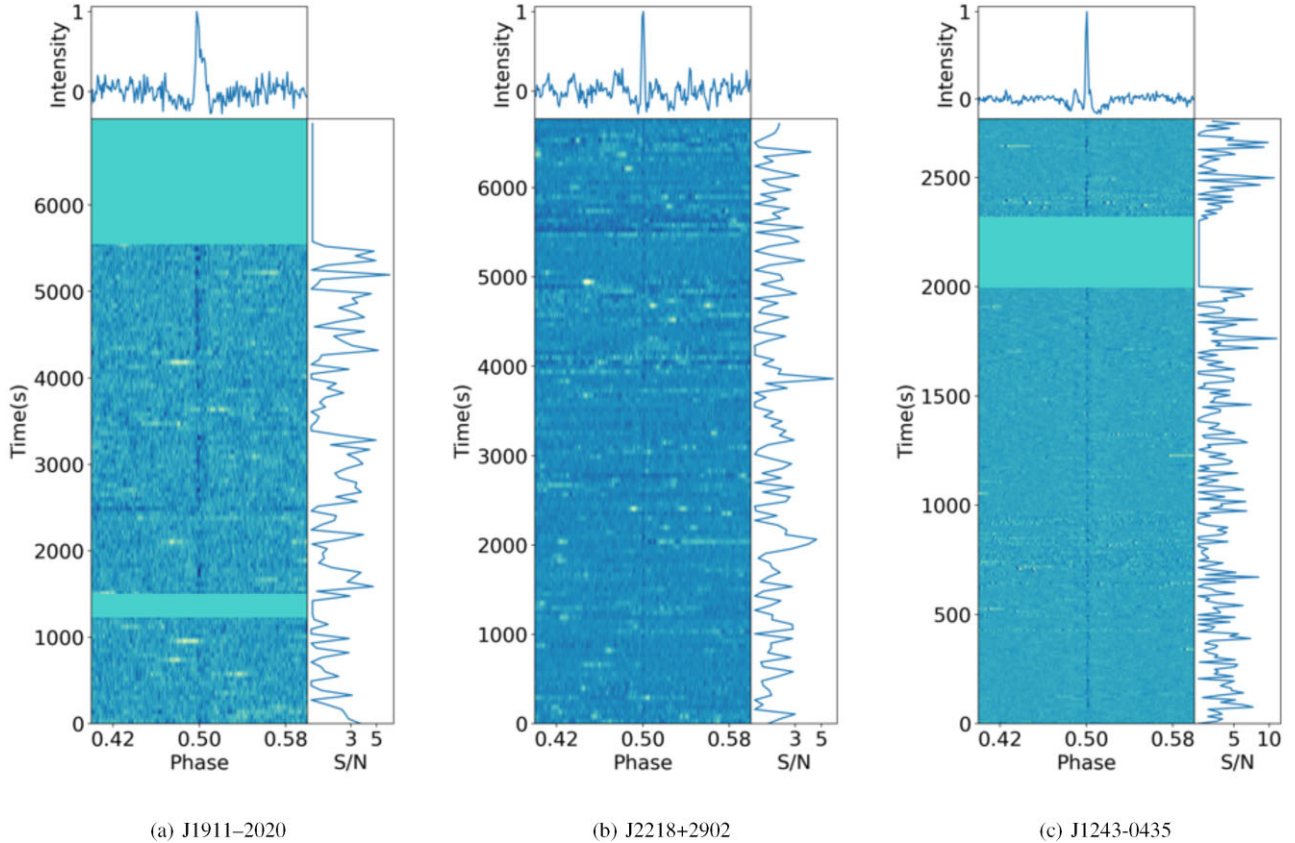 1
0
Intensity
6000
5000
4000
3000
2000
1000
0
Time(s)
0.42 0.50 0.58
Phase
3 5
S/N
(a) J1911–2020
1
0
Intensity
6000
5000
4000
3000
2000
1000
0
Time(s)
0.42 0.50 0.58
Phase
3 5
S/N
(b) J2218+2902
1
0
Intensity
2500
2000
1500
1000
500
0
Time(s)
0.42 0.50 0.58
Phase
5 10
S/N
(c) J1243-0435